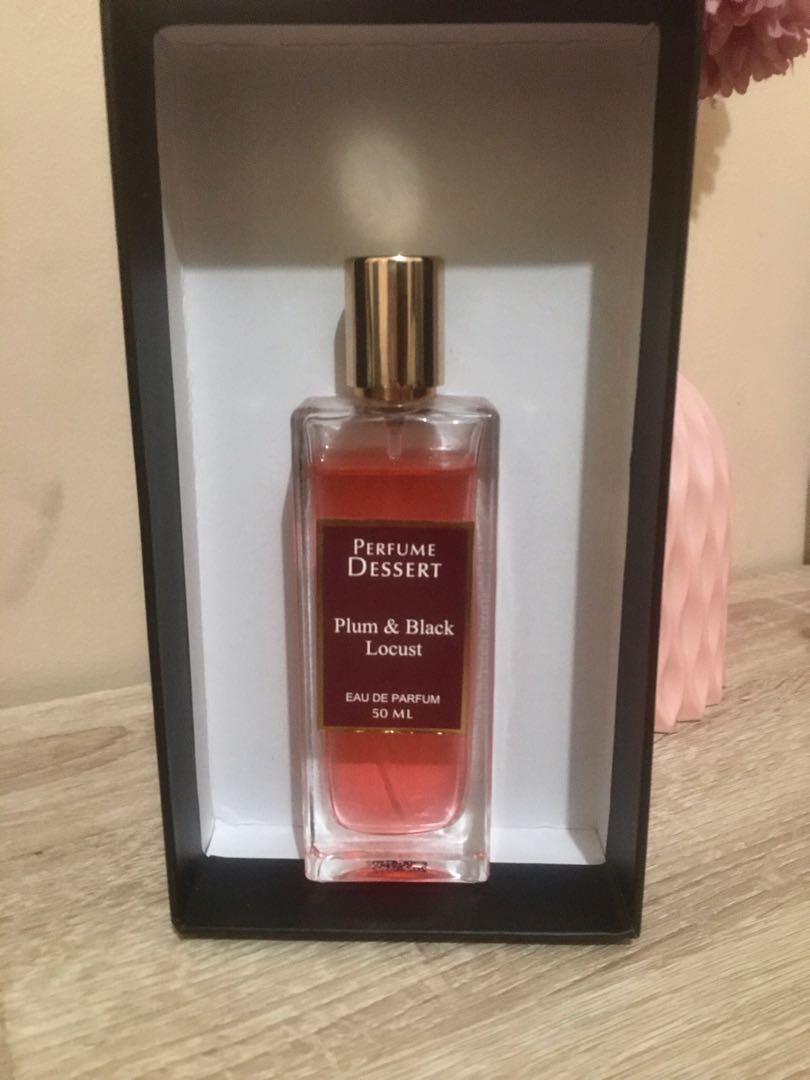 PERFUME
DESSERT
Plum & Black
Locust
EAU DE PARFUM
50 ML